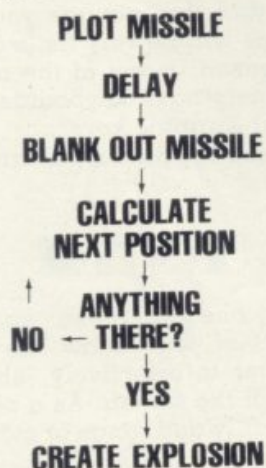 PLOT MISSILE
DELAY
BLANK OUT MISSILE
CALCULATE
NEXT POSITION
ANYTHING
NO ← THERE?
YES
CREATE EXPLOSION